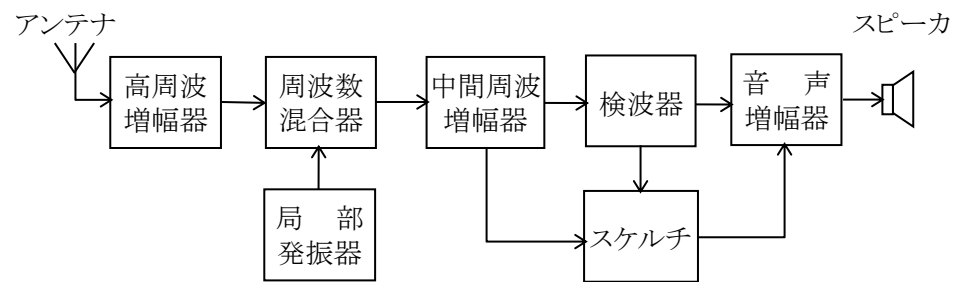 アンテナ
スピーカ
高周波
増幅器
周波数
混合器
中間周波
増幅器
検波器
音　声
増幅器
局　部
発振器
スケルチ